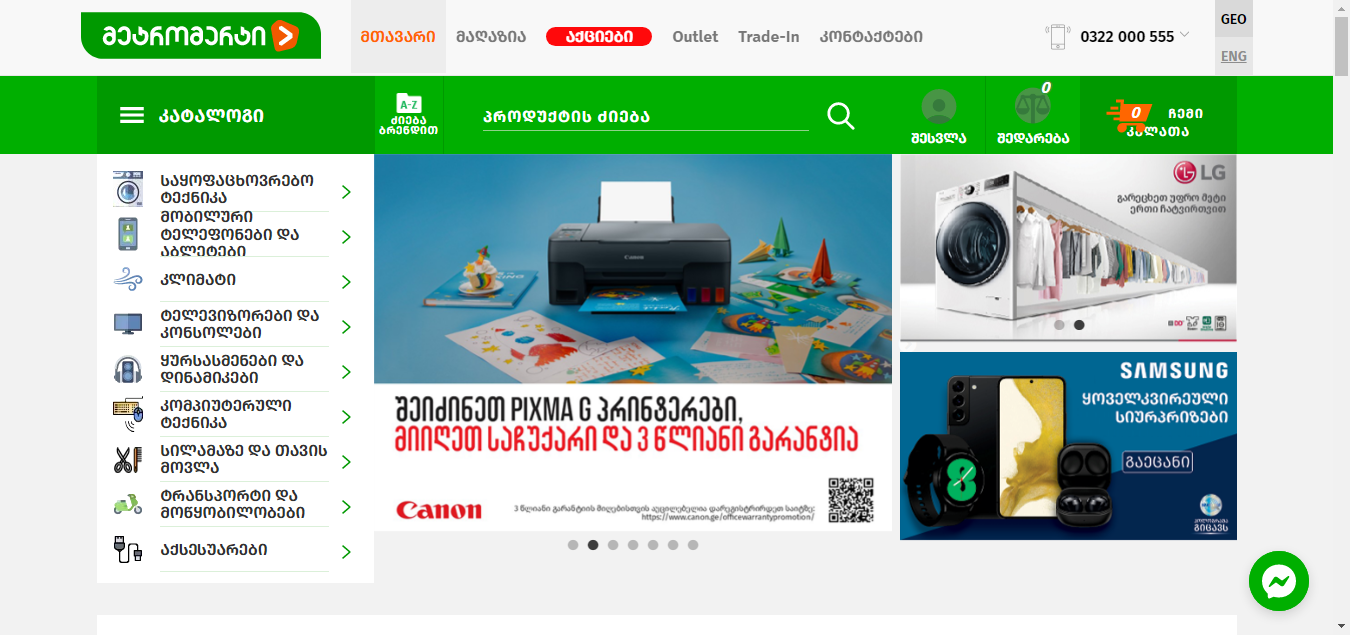 მეტრომარტი
მთავარი
მაღაზია
აქციები
Outlet
Trade-In
კონტაქტები
0322 000 555
GEO
ENG
კატალოგი
A-Z
ძიება
ბრენდით
პროდუქტის ძიება
შესვლა
0
შედარება
0
ჩემი
კალათა
საყოფაცხოვრებო
ტექნიკა
მობილური
ტელეფონები და
აბლეტები
კლიმატი
ტელევიზორები და
კონსოლები
ყურსასმენები და
დინამიკები
კომპიუტერული
ტექნიკა
სილამაზე და თავის
მოვლა
ტრანსპორტი და
მოწყობილობები
აქსესუარები
Canon
შეიძინეთ PIXMA G პრინტერები,
მიიღეთ საჩუქარი და 3 წლიანი გარანტია
Canon
3 წლიანი გარანტიის მიღებისთვის აუცილებელია დარეგისტრირდეთ საიტზე:
https://www.canon.ge/officewarrantypromotion/
LG
გარეცხეთ უფრო მეტი
ერთი ჩატვირთვით
SAMSUNG
ყოველკვირეული
სიურპრიზები
გაეცანი
გიცავს